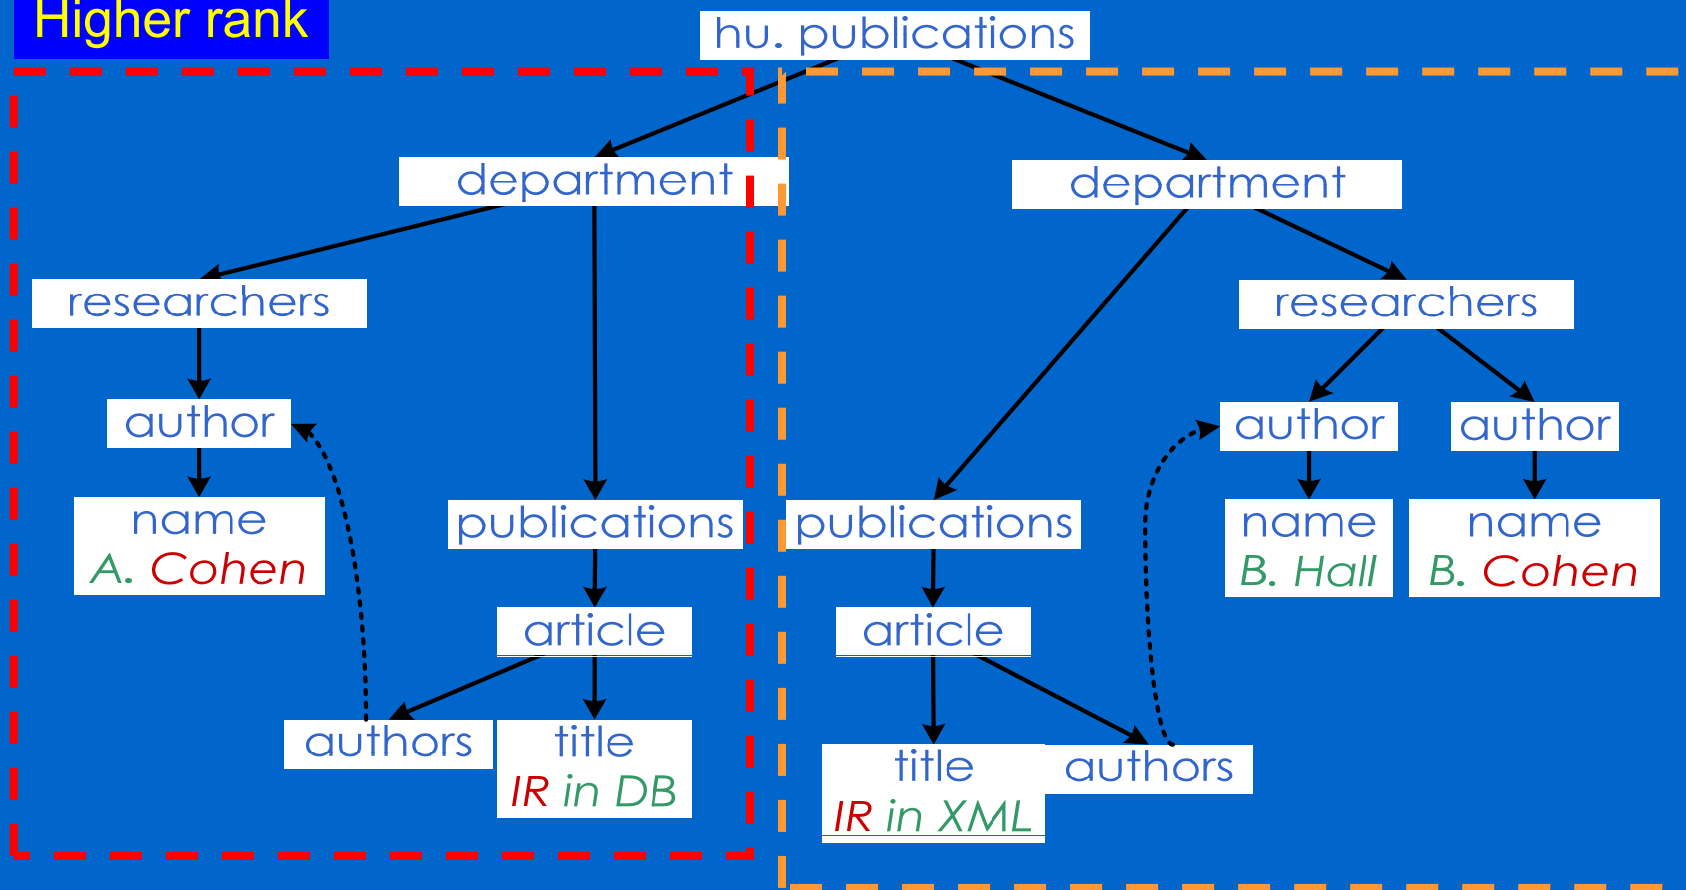 Higher rank
hu. publications
department
department
researchers
researchers
author
author
author
name
A. Cohen
publications
publications
name
B. Hall
name
B. Cohen
article
article
authors
title
IR in DB
title
IR in XML
authors